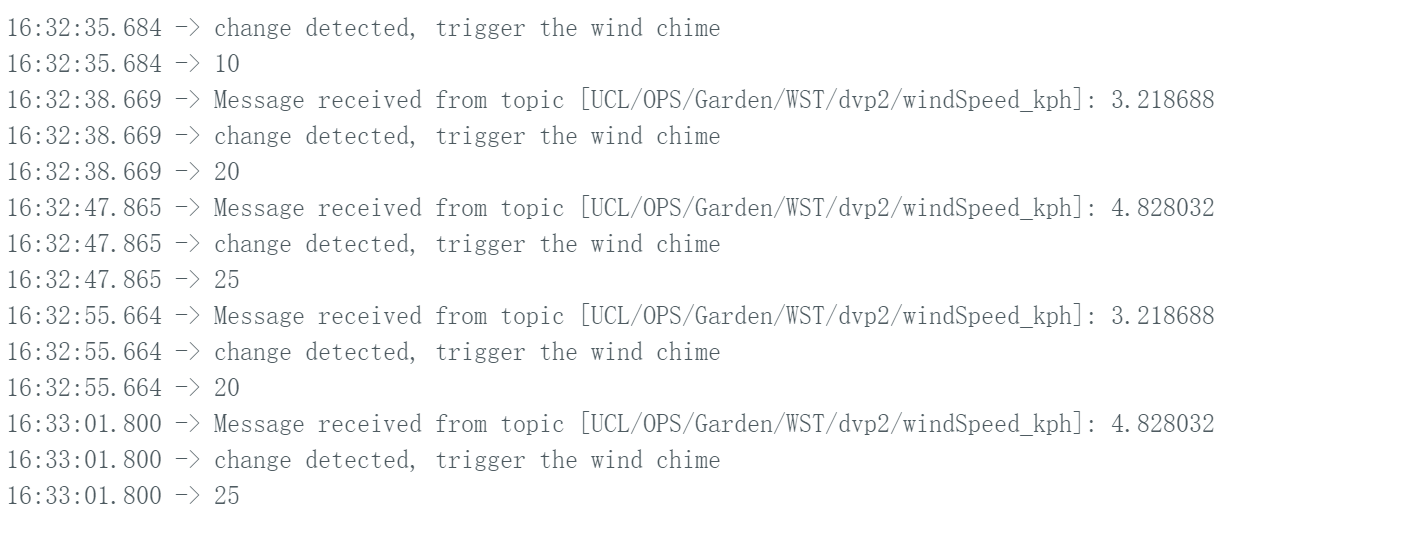 16:32:35.684 -> change detected, trigger the wind chime
16:32:35.684 -> 10
16:32:38.669 -> Message received from topic [UCL/OPS/Garden/WST/dvp2/windSpeed_kph]: 3.218688
16:32:38.669 -> change detected, trigger the wind chime
16:32:38.669 -> 20
16:32:47.865 -> Message received from topic [UCL/OPS/Garden/WST/dvp2/windSpeed_kph]: 4.828032
16:32:47.865 -> change detected, trigger the wind chime
16:32:47.865 -> 25
16:32:55.664 -> Message received from topic [UCL/OPS/Garden/WST/dvp2/windSpeed_kph]: 3.218688
16:32:55.664 -> change detected, trigger the wind chime
16:32:55.664 -> 20
16:33:01.800 -> Message received from topic [UCL/OPS/Garden/WST/dvp2/windSpeed_kph]: 4.828032
16:33:01.800 -> change detected, trigger the wind chime
16:33:01.800 -> 25